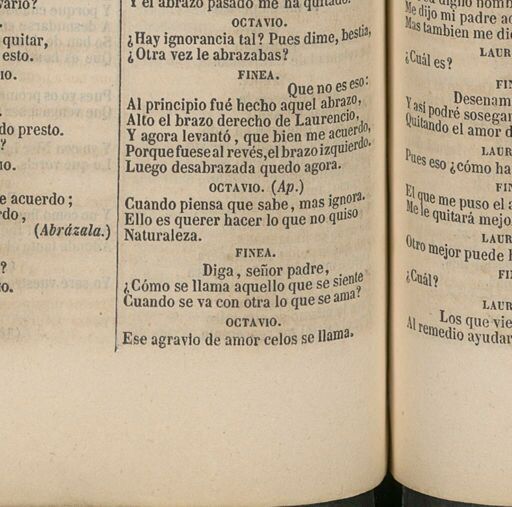 vario?
quitar,
esto.
IO.
do presto.
?
IO.
e acuerdo;
rdo,
(Abrázala.)
?
O.
Y el abrazo pasado me ha quitado.
OCTAVIO.
¿Hay ignorancia tal? Pues dime, bestia,
¿Otra vez le abrazabas?
FINEA.
Que no es eso:
Al principio fué hecho aquel abrazo,
Alto el brazo derecho de Laurencio,
Y agora levantó, que bien me acuerdo,
Porque fuese al revés, el brazo izquierdo.
Luego desabrazada quedo agora.
OCTAVIO. (Ap.)
Cuando piensa que sabe, mas ignora.
Ello es querer hacer lo que no quiso
Naturaleza.
FINEA.
Diga, señor padre,
¿Cómo se llama aquello que se siente
Cuando se va con otra lo que se ama?
OCTAVIO.
Ese agravio de amor celos se llama.
Me dijo mi padre ac
Mas tambien me di
LAUR
¿Cuál es?
FIN
Desenam
Y así podré sosegar
Quitando el amor d
LAUR
Pues eso ¿cómo ha
FIN
El que me puso el a
Me le quitará mejo
LAUR
Otro mejor puede h
FIN
¿Cuál?
LAUR
Los que vie
Al remedio ayudar